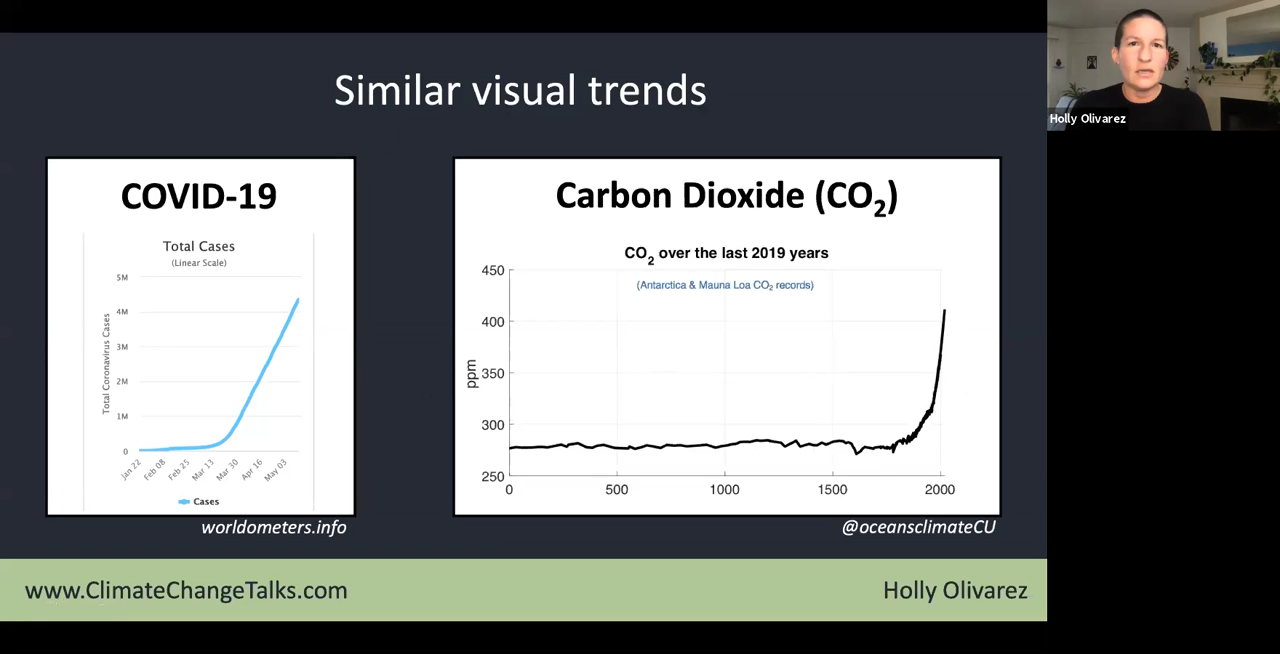 Similar visual trends
COVID-19
Total Cases
(Linear Scale)
Total Coronavirus Cases
5M
4M
3M
2M
1M
0
Jan 22
Feb 08
Feb 25
Mar 13
Mar 30
Apr 16
May 03
Cases
worldometers.info
Carbon Dioxide (CO₂)
CO₂ over the last 2019 years
(Antarctica & Mauna Loa CO₂ records)
ppm
450
400
350
300
250
0
500
1000
1500
2000
@oceansclimateCU
www.ClimateChangeTalks.com
Holly Olivarez
Holly Olivarez